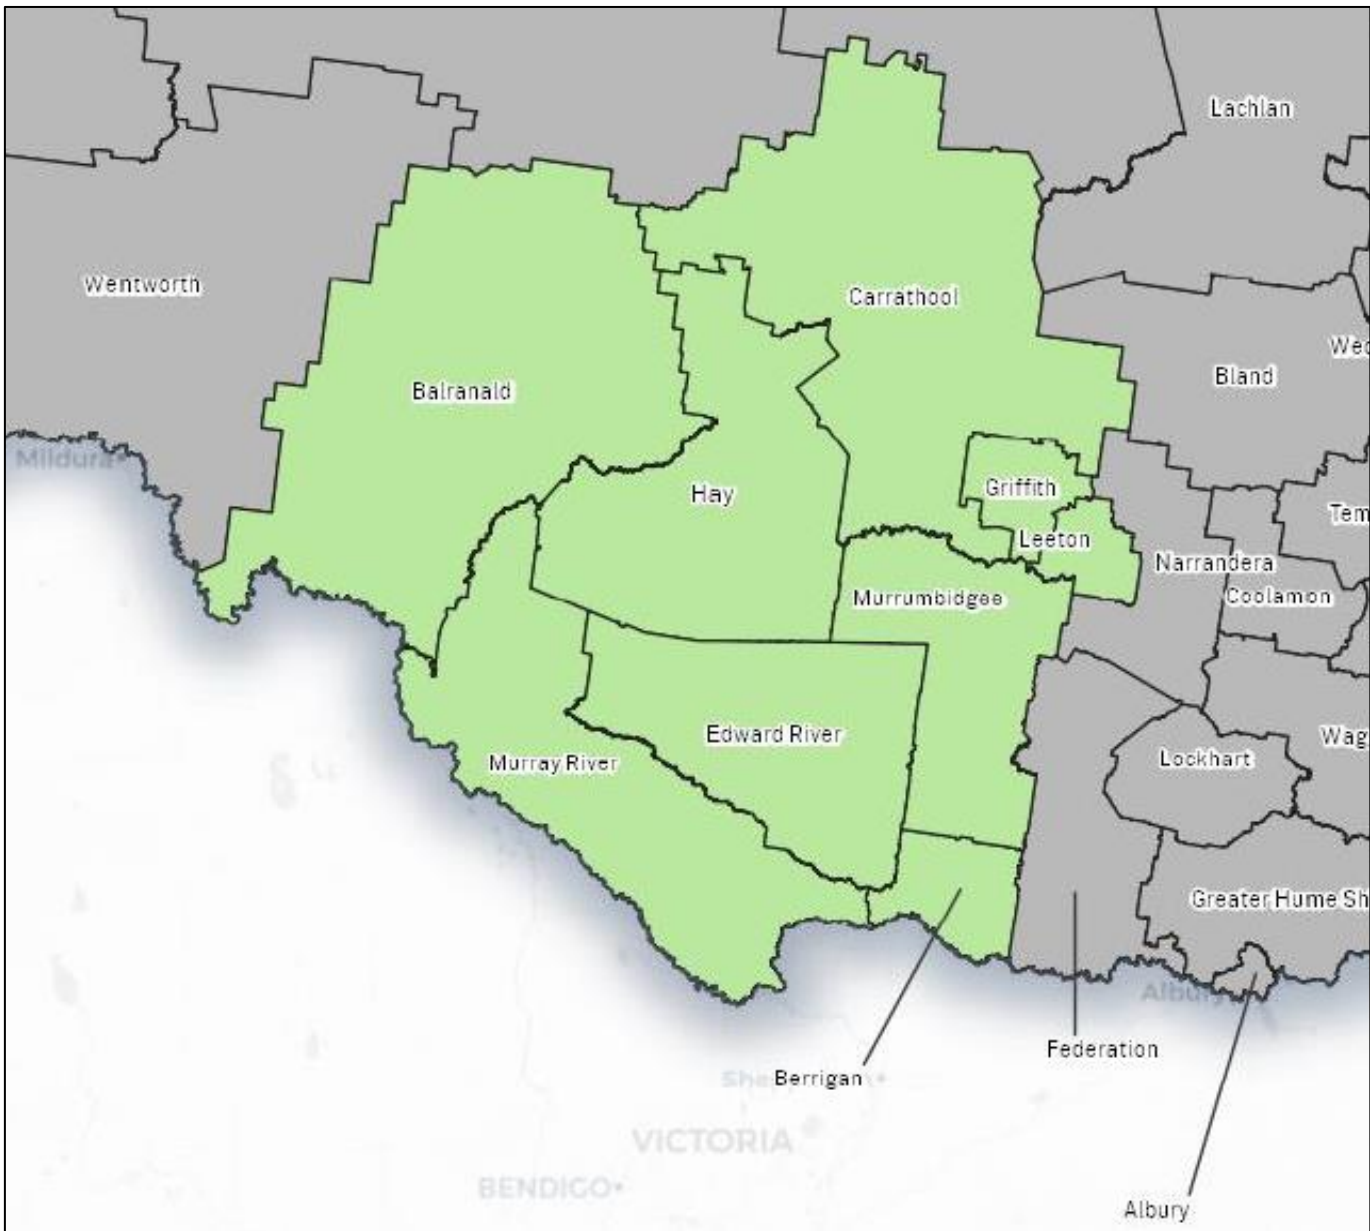 Lachlan
Wentworth
Carrathool
Bland
Balranald
Mildura
Hay
Griffith
Tem
Leeton
Narrandera
Coolamon
Murrumbidgee
Edward River
Wag
Murray River
Lockhart
Greater Hume Sh
Albury
Federation
Berrigan
VICTORIA
BENDIGO
Albury